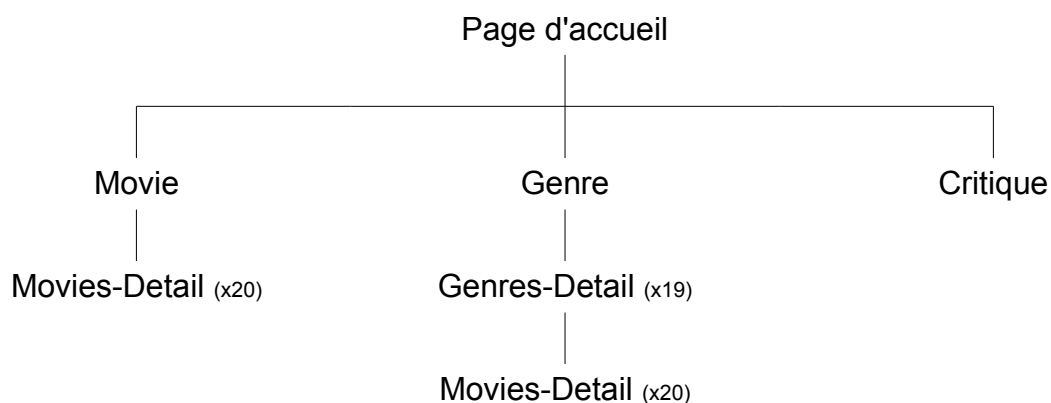 Page d'accueil
Movie
Genre
Critique
Movies-Detail (x20)
Genres-Detail (x19)
Movies-Detail (x20)